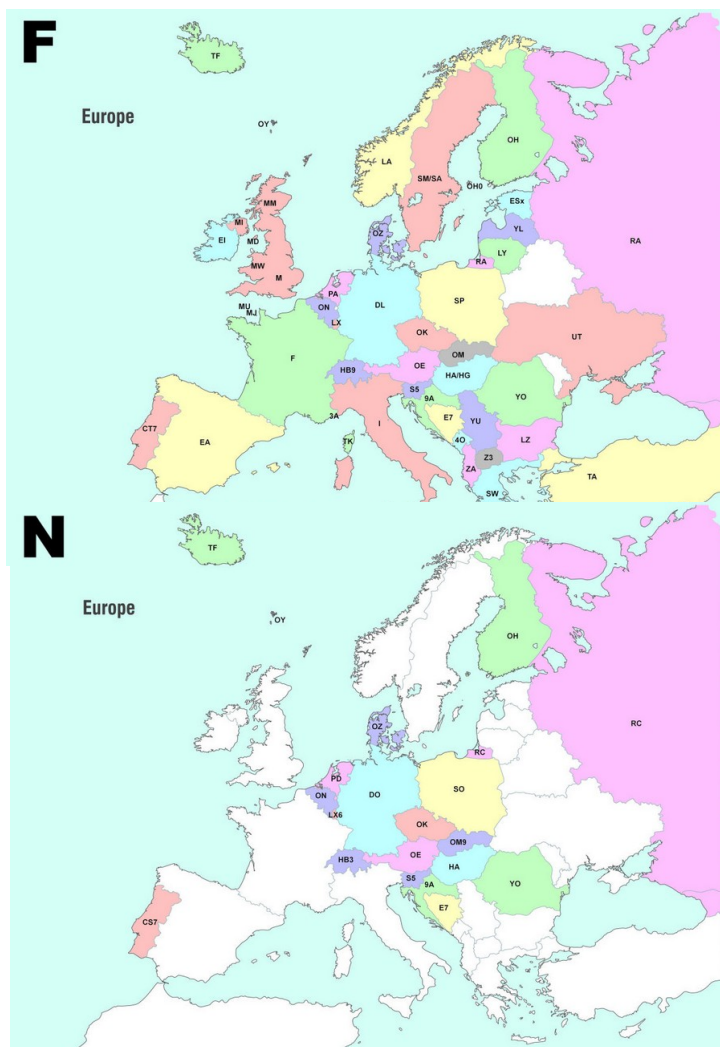 F
TF
Europe
OY
LA
OH
SM/SA
OH0
ESx
MM
OZ
YL
MI
EI
MD
LY
RA
RA
MW
M
PA
ON
DL
SP
MU
MJ
LX
OK
UT
F
OM
OE
HB9
HA/HG
S5
9A
YO
3A
E7
I
YU
CT7
EA
TK
4O
LZ
Z3
ZA
TA
SW
N
TF
Europe
OY
OH
OZ
RC
RC
PD
ON
DO
SO
LX6
OK
OM9
HB3
OE
HA
S5
9A
YO
E7
CS7